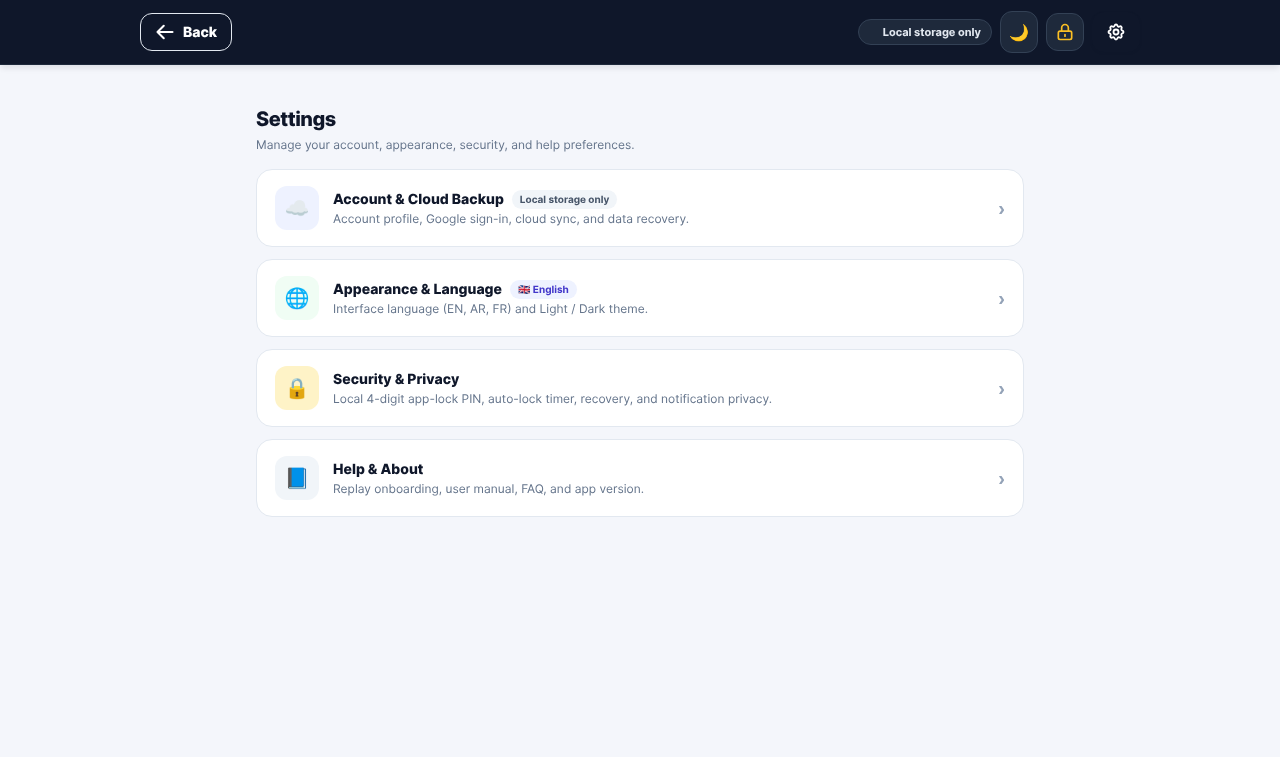 Back
Local storage only
Settings
Manage your account, appearance, security, and help preferences.
Account & Cloud Backup Local storage only
Account profile, Google sign-in, cloud sync, and data recovery.
Appearance & Language 🇬🇧 English
Interface language (EN, AR, FR) and Light / Dark theme.
Security & Privacy
Local 4-digit app-lock PIN, auto-lock timer, recovery, and notification privacy.
Help & About
Replay onboarding, user manual, FAQ, and app version.